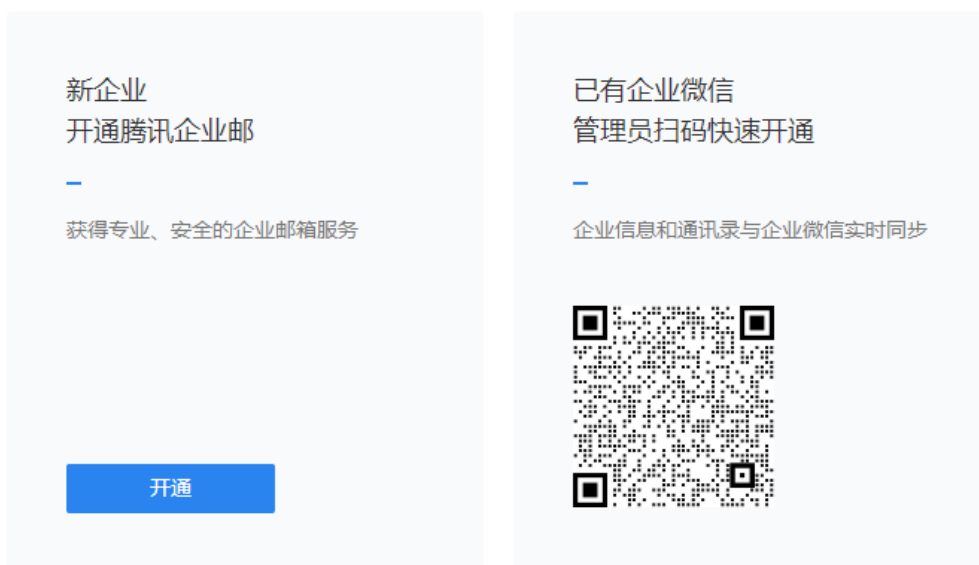 新企业
开通腾讯企业邮
获得专业、安全的企业邮箱服务
开通
已有企业微信
管理员扫码快速开通
企业信息和通讯录与企业微信实时同步